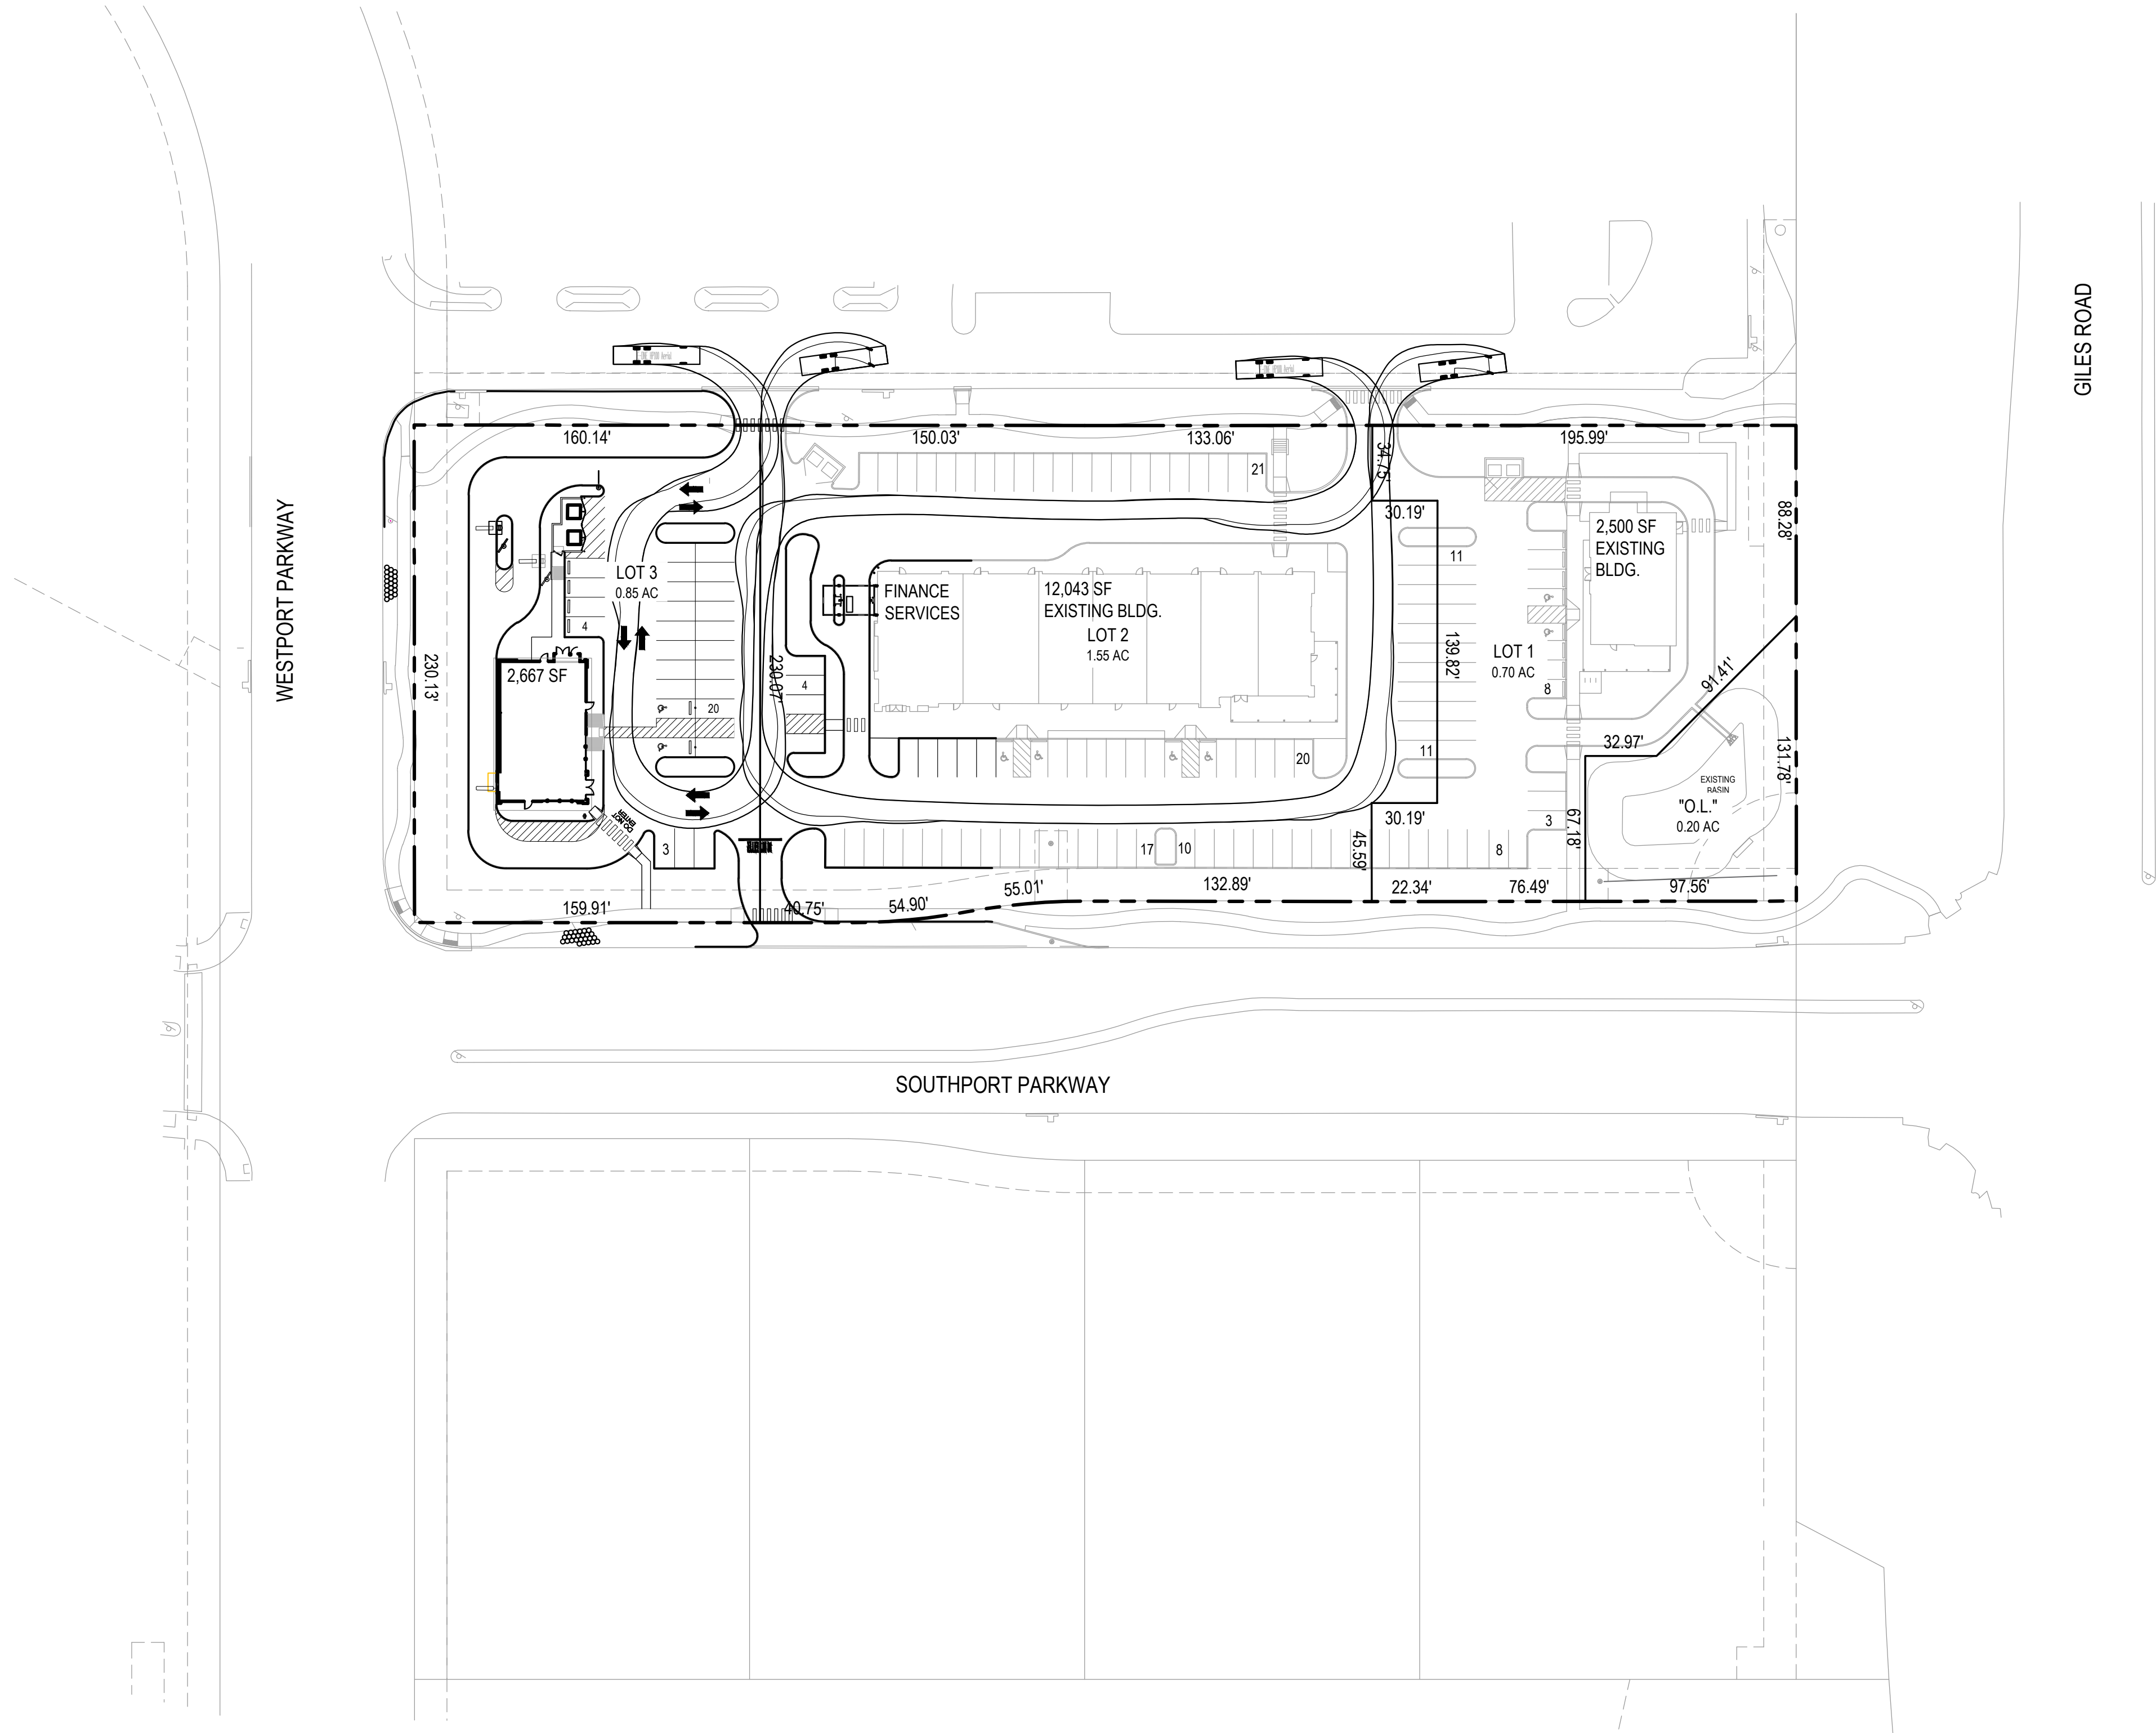 GILES ROAD
WESTPORT PARKWAY
160.14'
150.03'
133.06'
195.99'
34.75'
21
30.19'
88.28'
11
2,500 SF
EXISTING
BLDG.
LOT 3
0.85 AC
4
FINANCE
SERVICES
12,043 SF
EXISTING BLDG.
LOT 2
1.55 AC
139.82'
LOT 1
0.70 AC
230.13'
2,667 SF
230.07'
4
8
91.41'
20
32.97'
11
20
131.78'
EXISTING
BASIN
"O.L."
0.20 AC
DO NOT
ENTER
30.19'
67.18'
3
45.59'
3
17
10
8
55.01'
132.89'
22.34'
76.49'
97.56'
159.91'
40.75'
54.90'
SOUTHPORT PARKWAY